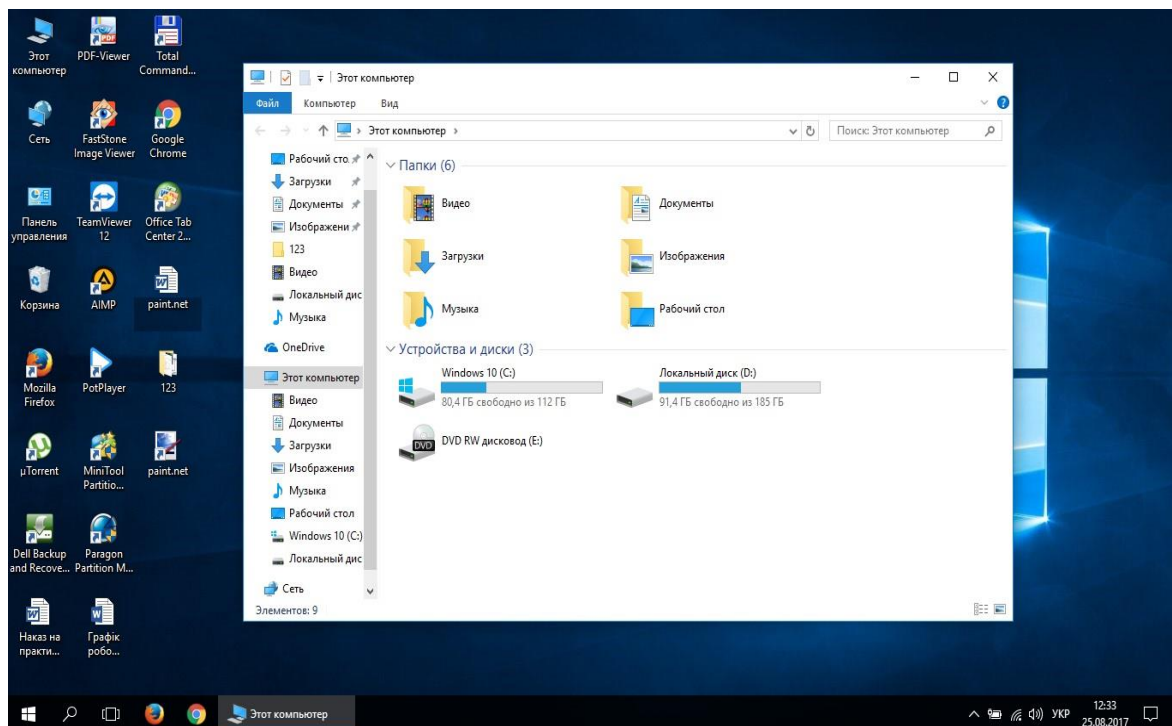 Этот
компьютер
PDF-Viewer
Total
Command...
Сеть
FastStone
Image Viewer
Google
Chrome
Панель
управления
TeamViewer
12
Office Tab
Center 2...
Корзина
AIMP
paint.net
Mozilla
Firefox
PotPlayer
123
µTorrent
MiniTool
Partitio...
paint.net
Dell Backup
and Recove...
Paragon
Partition M...
Наказ на
практи...
Графік
робо...
Этот компьютер
Файл Компьютер Вид
Этот компьютер
Поиск: Этот компьютер
Рабочий сто
Загрузки
Документы
Изображени
123
Видео
Локальный дис
Музыка
OneDrive
Этот компьютер
Видео
Документы
Загрузки
Изображения
Музыка
Рабочий стол
Windows 10 (C:)
Локальный дис
Сеть
Папки (6)
Видео
Документы
Загрузки
Изображения
Музыка
Рабочий стол
Устройства и диски (3)
Windows 10 (C:)
80,4 ГБ свободно из 112 ГБ
Локальный диск (D:)
91,4 ГБ свободно из 185 ГБ
DVD
DVD RW дисковод (E:)
Элементов: 9
Этот компьютер
УКР
12:33
25.08.2017